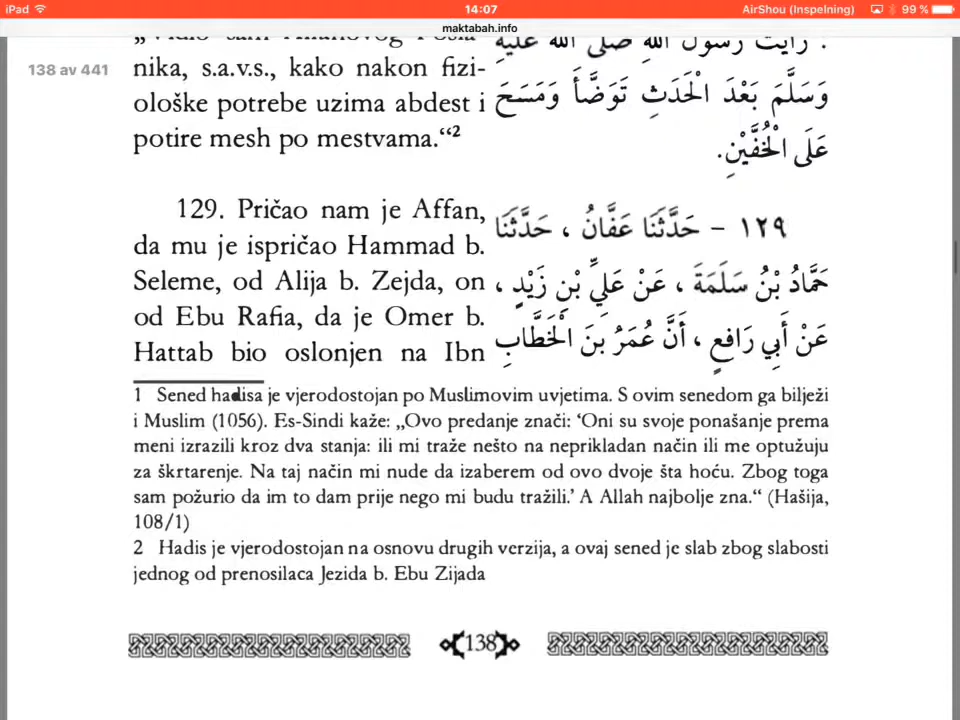 iPad
14:07
AirShou (Inspelning)
99 %
maktabah.info
138 av 441
nika, s.a.v.s., kako nakon fizi-
ološke potrebe uzima abdest i
potire mesh po mestvama.“2
129. Pričao nam je Affan,
da mu je ispričao Hammad b.
Seleme, od Alija b. Zejda, on
od Ebu Rafia, da je Omer b.
Hattab bio oslonjen na Ibn
: رَأَيْتُ رَسُولَ اللَّهِ صَلَّى اللَّهُ عَلَيْهِ
وَسَلَّمَ بَعْدَ الْحَدَثِ تَوَضَّأَ وَمَسَحَ
عَلَى الْخُفَّيْنِ.
١٢٩ – حَدَّثَنَا عَفَّانُ ، حَدَّثَنَا
حَمَّادُ بْنُ سَلَمَةَ ، عَنْ عَلِيِّ بْنِ زَيْدٍ ،
عَنْ أَبِي رَافِعٍ ، أَنَّ عُمَرُ بنَ الْخَطَّابِ
1 Sened hadisa je vjerodostojan po Muslimovim uvjetima. S ovim senedom ga bilježi
i Muslim (1056). Es-Sindi kaže: „Ovo predanje znači: ‘Oni su svoje ponašanje prema
meni izrazili kroz dva stanja: ili mi traže nešto na neprikladan način ili me optužuju
za škrtarenje. Na taj način mi nude da izaberem od ovo dvoje šta hoću. Zbog toga
sam požurio da im to dam prije nego mi budu tražili.’ A Allah najbolje zna.“ (Hašija,
108/1)
2 Hadis je vjerodostojan na osnovu drugih verzija, a ovaj sened je slab zbog slabosti
jednog od prenosilaca Jezida b. Ebu Zijada
138